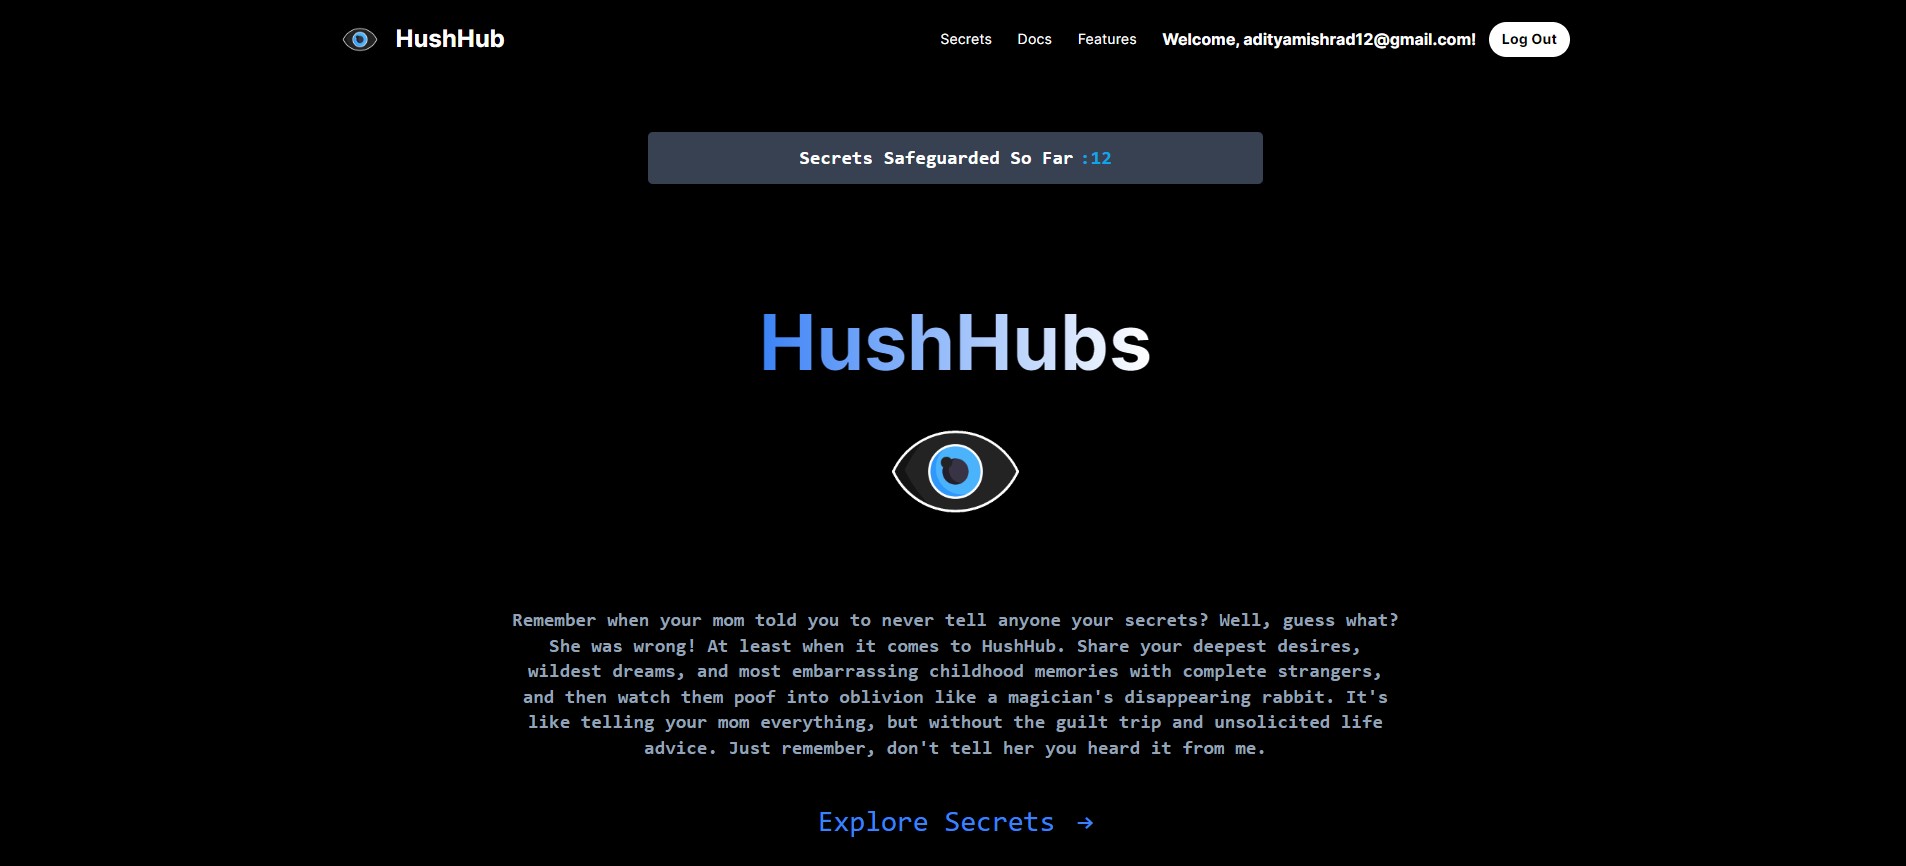 HushHub
Secrets Docs Features Welcome, adityamishrad12@gmail.com! Log Out
Secrets Safeguarded So Far :12
HushHubs
Remember when your mom told you to never tell anyone your secrets? Well, guess what?
She was wrong! At least when it comes to HushHub. Share your deepest desires,
wildest dreams, and most embarrassing childhood memories with complete strangers,
and then watch them poof into oblivion like a magician's disappearing rabbit. It's
like telling your mom everything, but without the guilt trip and unsolicited life
advice. Just remember, don't tell her you heard it from me.
Explore Secrets →